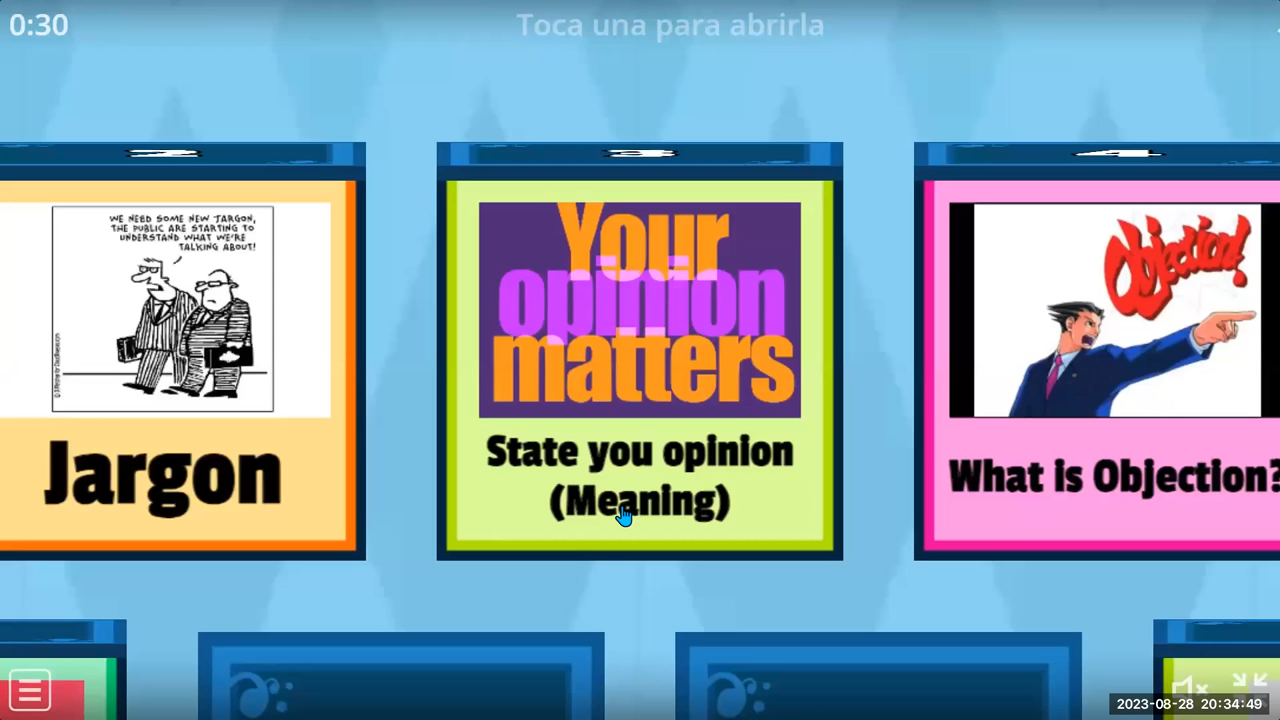 0:30
Toca una para abrirla
WE NEED SOME NEW JARGON,
THE PUBLIC ARE STARTING TO
UNDERSTAND WHAT WE'RE
TALKING ABOUT!
Jargon
Your
opinion
matters
State you opinion
(Meaning)
Objection!
What is Objection?
2023-08-28 20:34:49